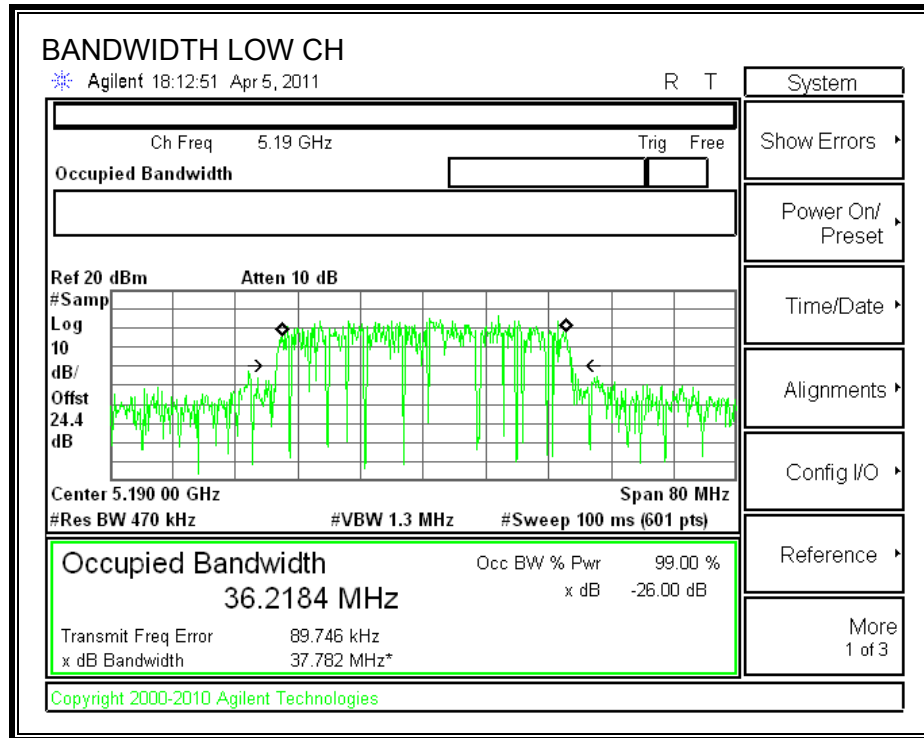 BANDWIDTH LOW CH
Agilent 18:12:51 Apr 5, 2011 R T
Ch Freq 5.19 GHz Trig Free
Occupied Bandwidth
Ref 20 dBm Atten 10 dB
#Samp
Log
10
dB/
Offst
24.4
dB
Center 5.190 00 GHz Span 80 MHz
#Res BW 470 kHz #VBW 1.3 MHz #Sweep 100 ms (601 pts)
Occupied Bandwidth
36.2184 MHz
Occ BW % Pwr 99.00 %
x dB -26.00 dB
Transmit Freq Error 89.746 kHz
x dB Bandwidth 37.782 MHz*
Copyright 2000-2010 Agilent Technologies
System
Show Errors
Power On/
Preset
Time/Date
Alignments
Config I/O
Reference
More
1 of 3